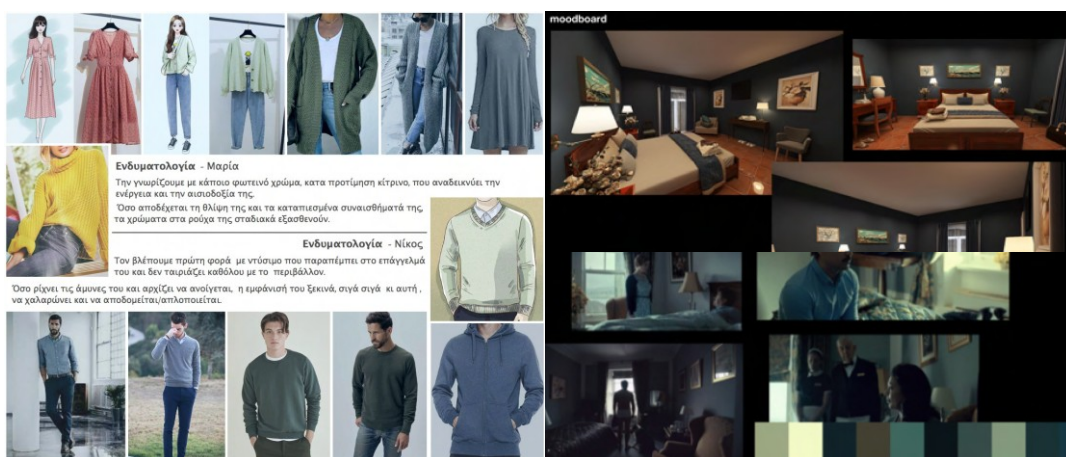 moodboard
Ενδυματολογία - Μαρία
Την γνωρίζουμε με κάποιο φωτεινό χρώμα, κατα προτίμηση κίτρινο, που αναδεικνύει την
ενέργεια και την αισιοδοξία της.
Όσο αποδέχεται τη θλίψη της και τα καταπιεσμένα συναισθήματά της,
τα χρώματα στα ρούχα της σταδιακά εξασθενούν.
Ενδυματολογία - Νίκος
Τον βλέπουμε πρώτη φορά με ντύσιμο που παραπέμπει στο επάγγελμά
του και δεν ταιριάζει καθόλου με το περιβάλλον.
Όσο ρίχνει τις άμυνες του και αρχίζει να ανοίγεται, η εμφάνισή του ξεκινά, σιγά σιγά κι αυτή ,
να χαλαρώνει και να αποδομείται/απλοποιείται.